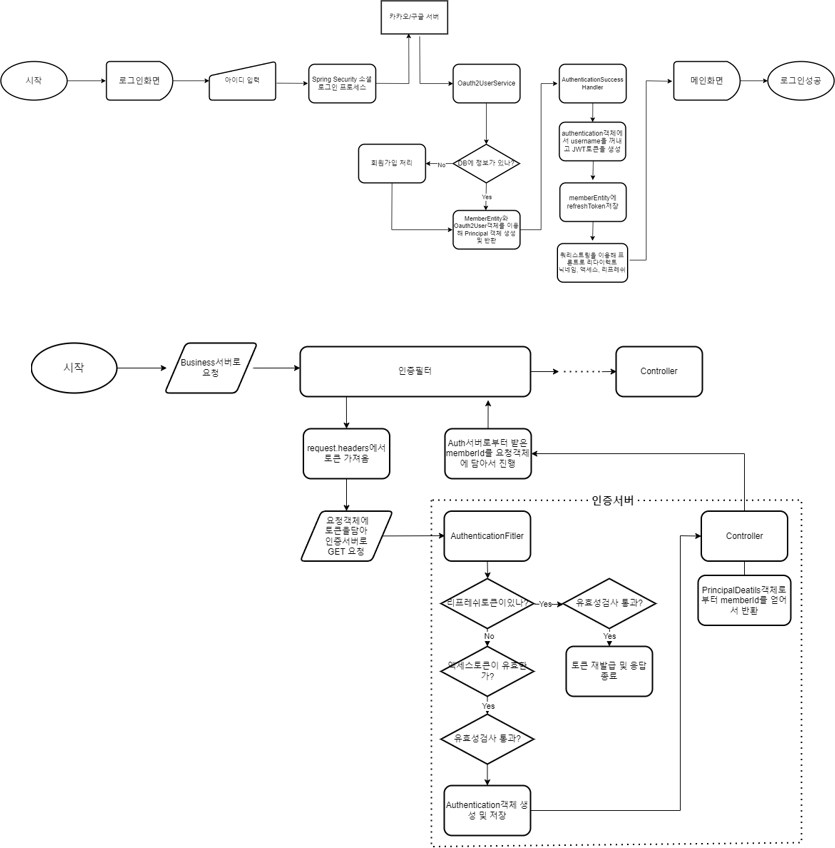 카카오/구글 서버
시작
로그인화면
아이디 입력
Spring Security 소셜
로그인 프로세스
Oauth2UserService
AuthenticationSuccess
Handler
메인화면
로그인성공
authentication객체에
서 username을 꺼내
고 JWT토큰을 생성
회원가입 처리
No
DB에 정보가 있나?
Yes
memberEntity에
refreshToken저장
MemberEntity와
Oauth2User객체를 이용
해 Principal 객체 생성
및 반환
쿼리스트링을 이용해 프
론트로 리다이렉트
닉네임, 액세스, 리프레쉬
시작
Business서버로
요청
인증필터
Controller
request.headers에서
토큰 가져옴
Auth서버로부터 받은
memberId를 요청객체
에 담아서 진행
인증서버
요청객체에
토큰을담아
인증서버로
GET 요청
AuthenticationFitler
Controller
리프레쉬토큰이있나?
Yes
유효성검사 통과?
PrincipalDeatils객체로
부터 memberId를 얻어
서 반환
No
Yes
액세스토큰이 유효한
가?
토큰 재발급 및 응답
종료
Yes
유효성검사 통과?
Authentication객체 생
성 및 저장